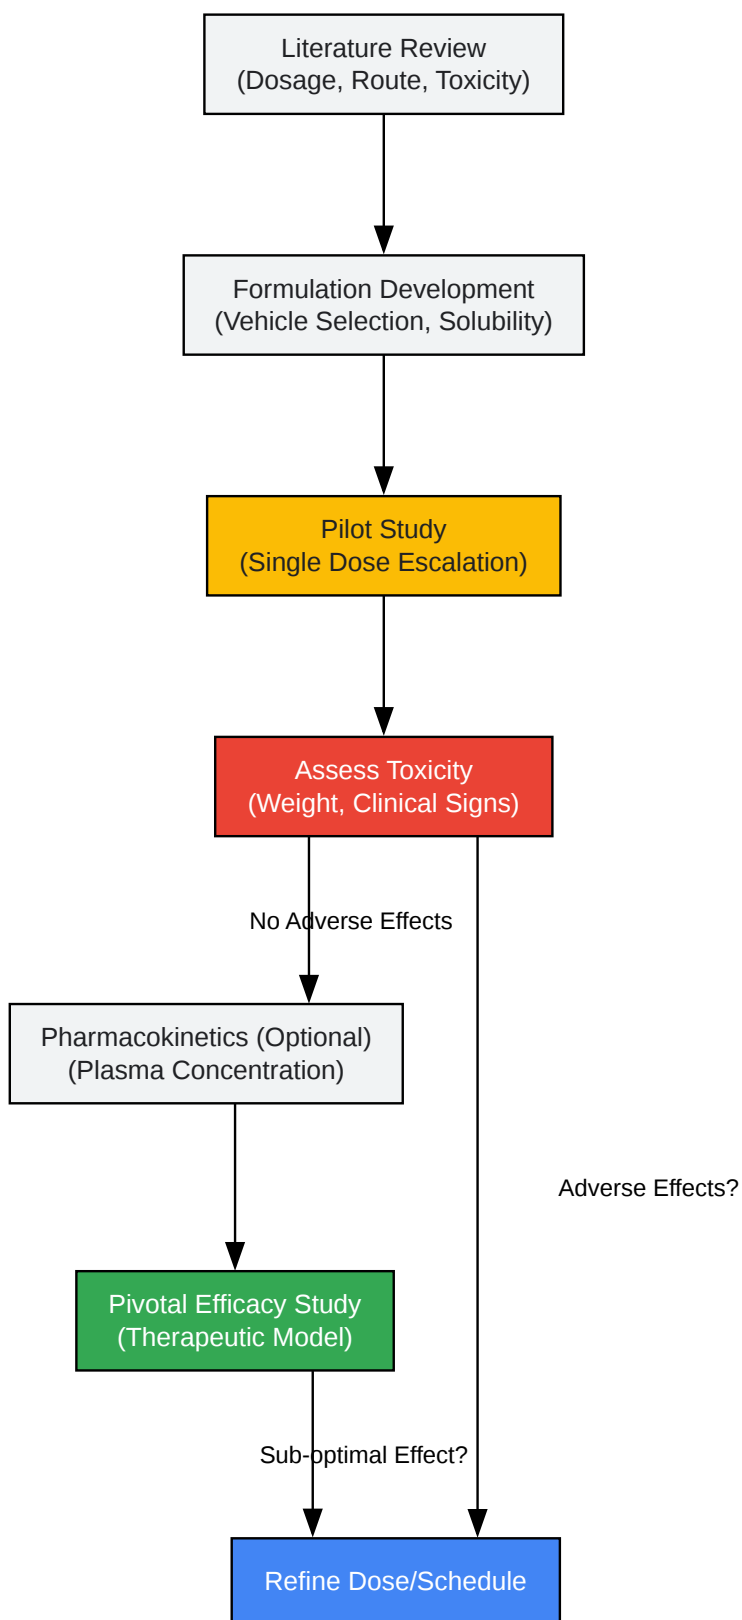 Literature Review
(Dosage, Route, Toxicity)
Formulation Development
(Vehicle Selection, Solubility)
Pilot Study
(Single Dose Escalation)
Assess Toxicity
(Weight, Clinical Signs)
No Adverse Effects
Pharmacokinetics (Optional)
(Plasma Concentration)
Adverse Effects?
Pivotal Efficacy Study
(Therapeutic Model)
Sub-optimal Effect?
Refine Dose/Schedule